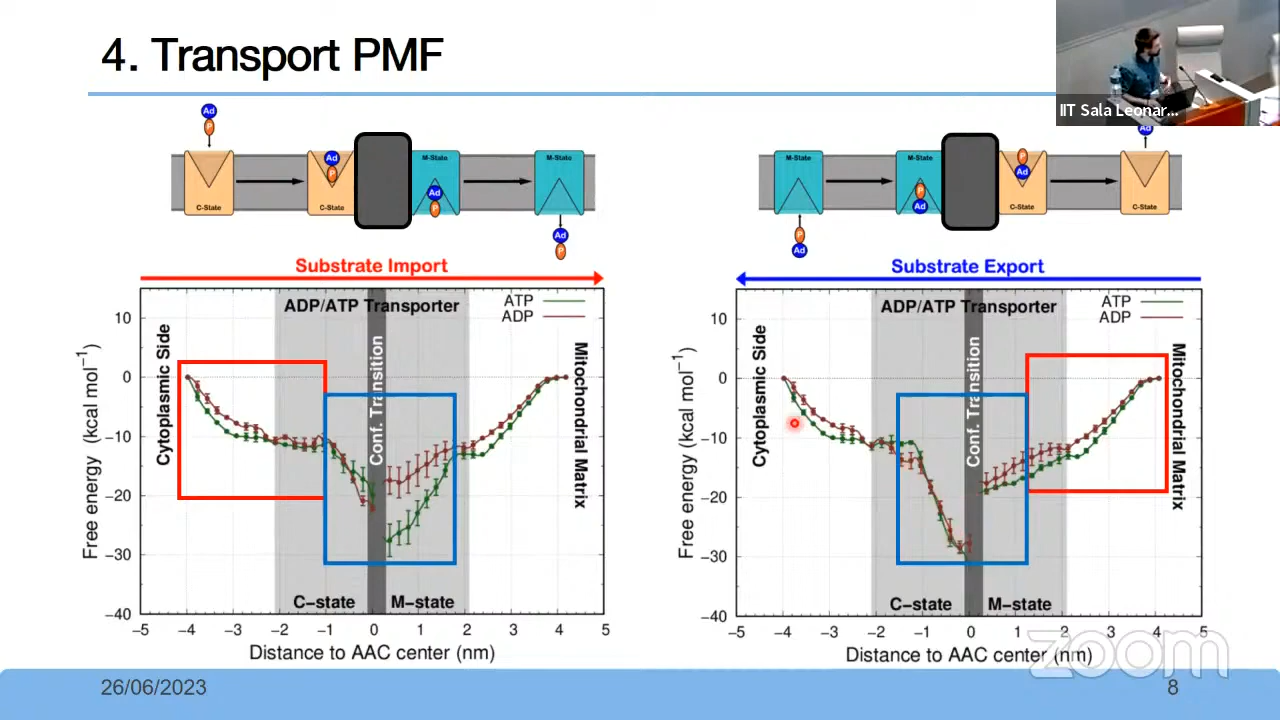 4. Transport PMF
IIT Sala Leonar...
Ad
P
C-State
Ad
P
C-State
M-State
Ad
P
M-State
Ad
P
M-State
P
Ad
M-State
P
Ad
P
Ad
C-State
Ad
C-State
Substrate Import
ADP/ATP Transporter
ATP
ADP
Cytoplasmic Side
Conf. Transition
Mitochondrial Matrix
Free energy (kcal mol⁻¹)
10
0
−10
−20
−30
−40
C−state
M−state
−5 −4 −3 −2 −1 0 1 2 3 4 5
Distance to AAC center (nm)
Substrate Export
ADP/ATP Transporter
ATP
ADP
Cytoplasmic Side
Conf. Transition
Mitochondrial Matrix
Free energy (kcal mol⁻¹)
10
0
−10
−20
−30
−40
C−state
M−state
−5 −4 −3 −2 −1 0 1 2 3 4 5
Distance to AAC center (nm)
zoom
26/06/2023
8